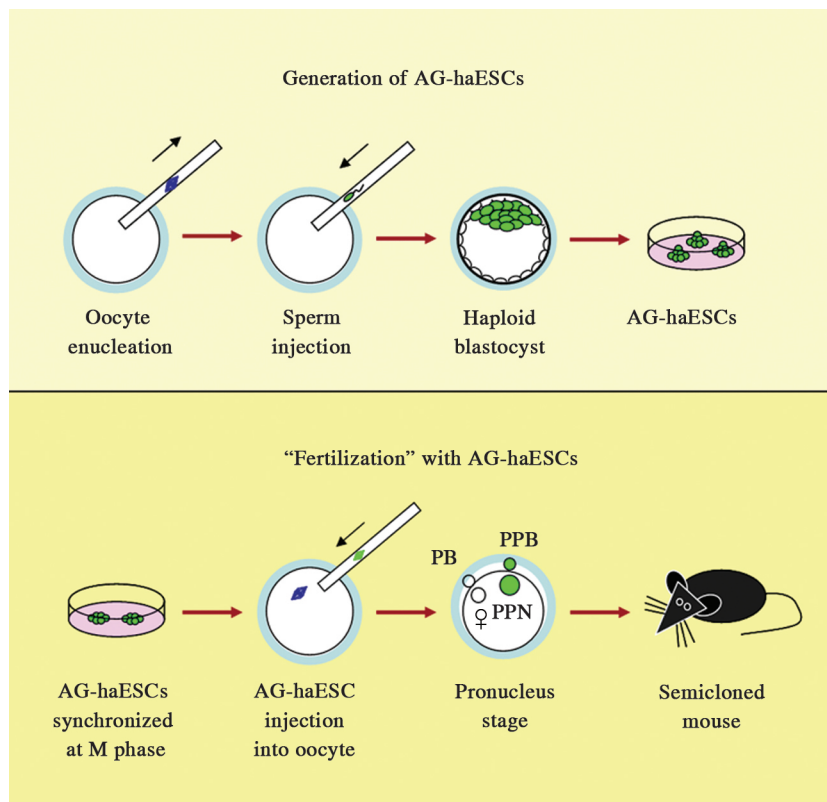 Generation of AG-haESCs
Oocyte
enucleation
Sperm
injection
Haploid
blastocyst
AG-haESCs
“Fertilization” with AG-haESCs
PB
PPB
♀
PPN
AG-haESCs
synchronized
at M phase
AG-haESC
injection
into oocyte
Pronucleus
stage
Semicloned
mouse